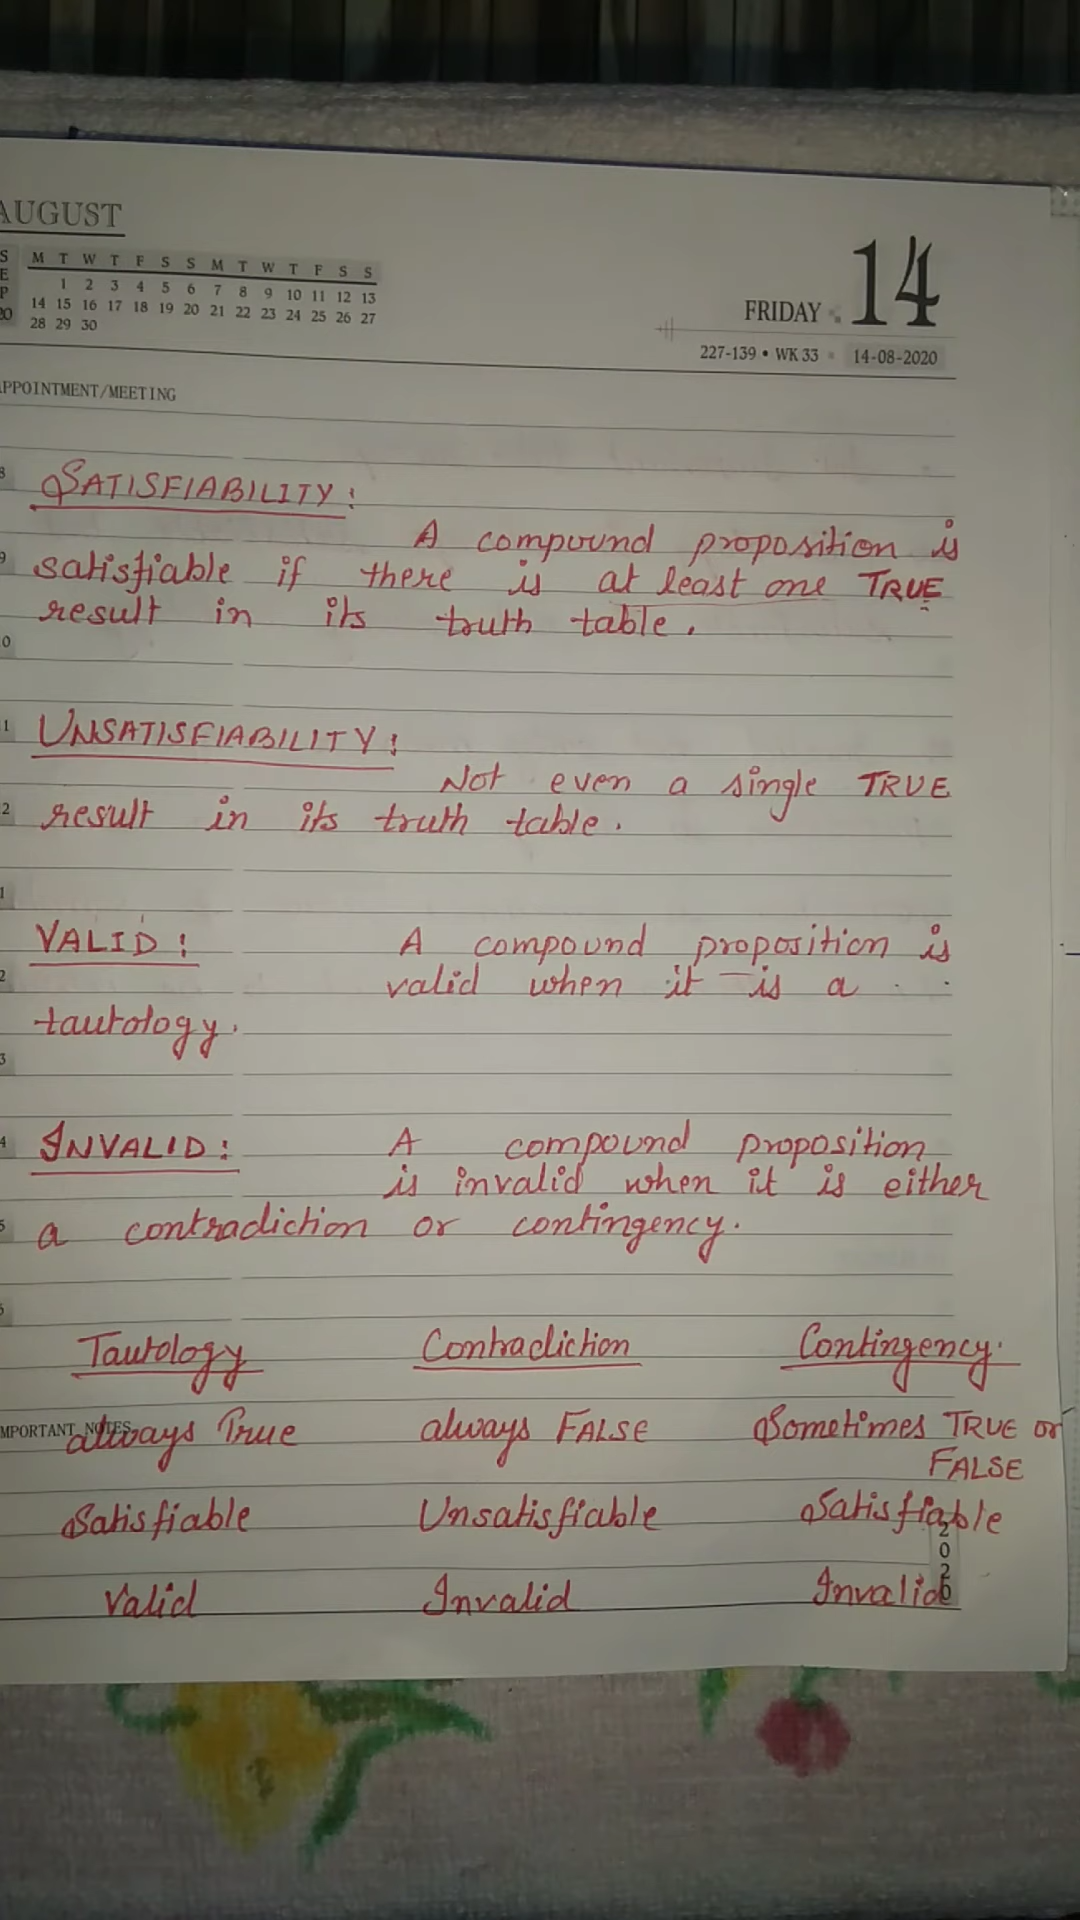 AUGUST
M T W T F S S M T W T F S S
1 2 3 4 5 6 7 8 9 10 11 12 13
14 15 16 17 18 19 20 21 22 23 24 25 26 27
28 29 30
14
FRIDAY
227-139 • WK 33 14-08-2020
PPOINTMENT/MEETING
SATISFIABILITY:
A compound proposition is
satisfiable if there is at least one TRUE
result in its truth table.
UNSATISFIABILITY:
Not even a single TRUE
result in its truth table.
VALID:
A compound proposition is
valid when it is a
tautology.
INVALID: A compound proposition
is invalid when it is either
a contradiction or contingency.
Tautology Contradiction Contingency.
MPORTANT NOTES
always True always FALSE Sometimes TRUE or
FALSE
Satisfiable Unsatisfiable Satisfiable
Valid Invalid Invalid
2020